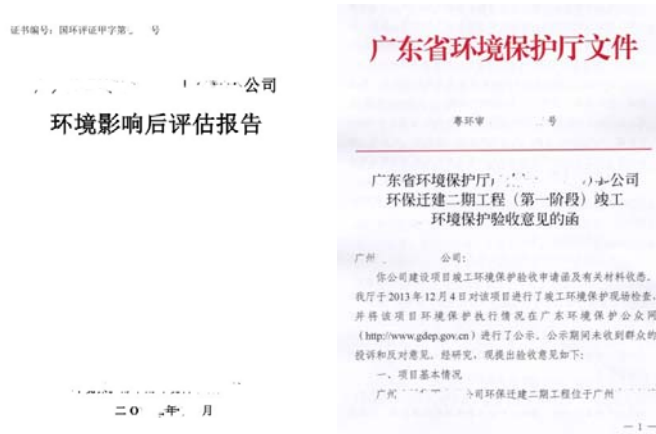 证书编号：国环评证甲字第 号
公司
环境影响后评估报告
二0 年 月
广东省环境保护厅文件
粤环审 号
广东省环境保护厅 公司
环保迁建二期工程（第一阶段）竣工
环境保护验收意见的函
广州 公司：
你公司建设项目竣工环境保护验收申请函及有关材料收悉。
我厅于2013年12月4日对该项目进行了竣工环境保护现场检查，
并将该项目环境保护执行情况在广东环境保护公众网
（http://www.gdep.gov.cn）进行了公示，公示期间未收到群众的
投诉和反对意见。经研究，现提出验收意见如下：
一、项目基本情况
广州 公司环保迁建二期工程位于广州
—1—